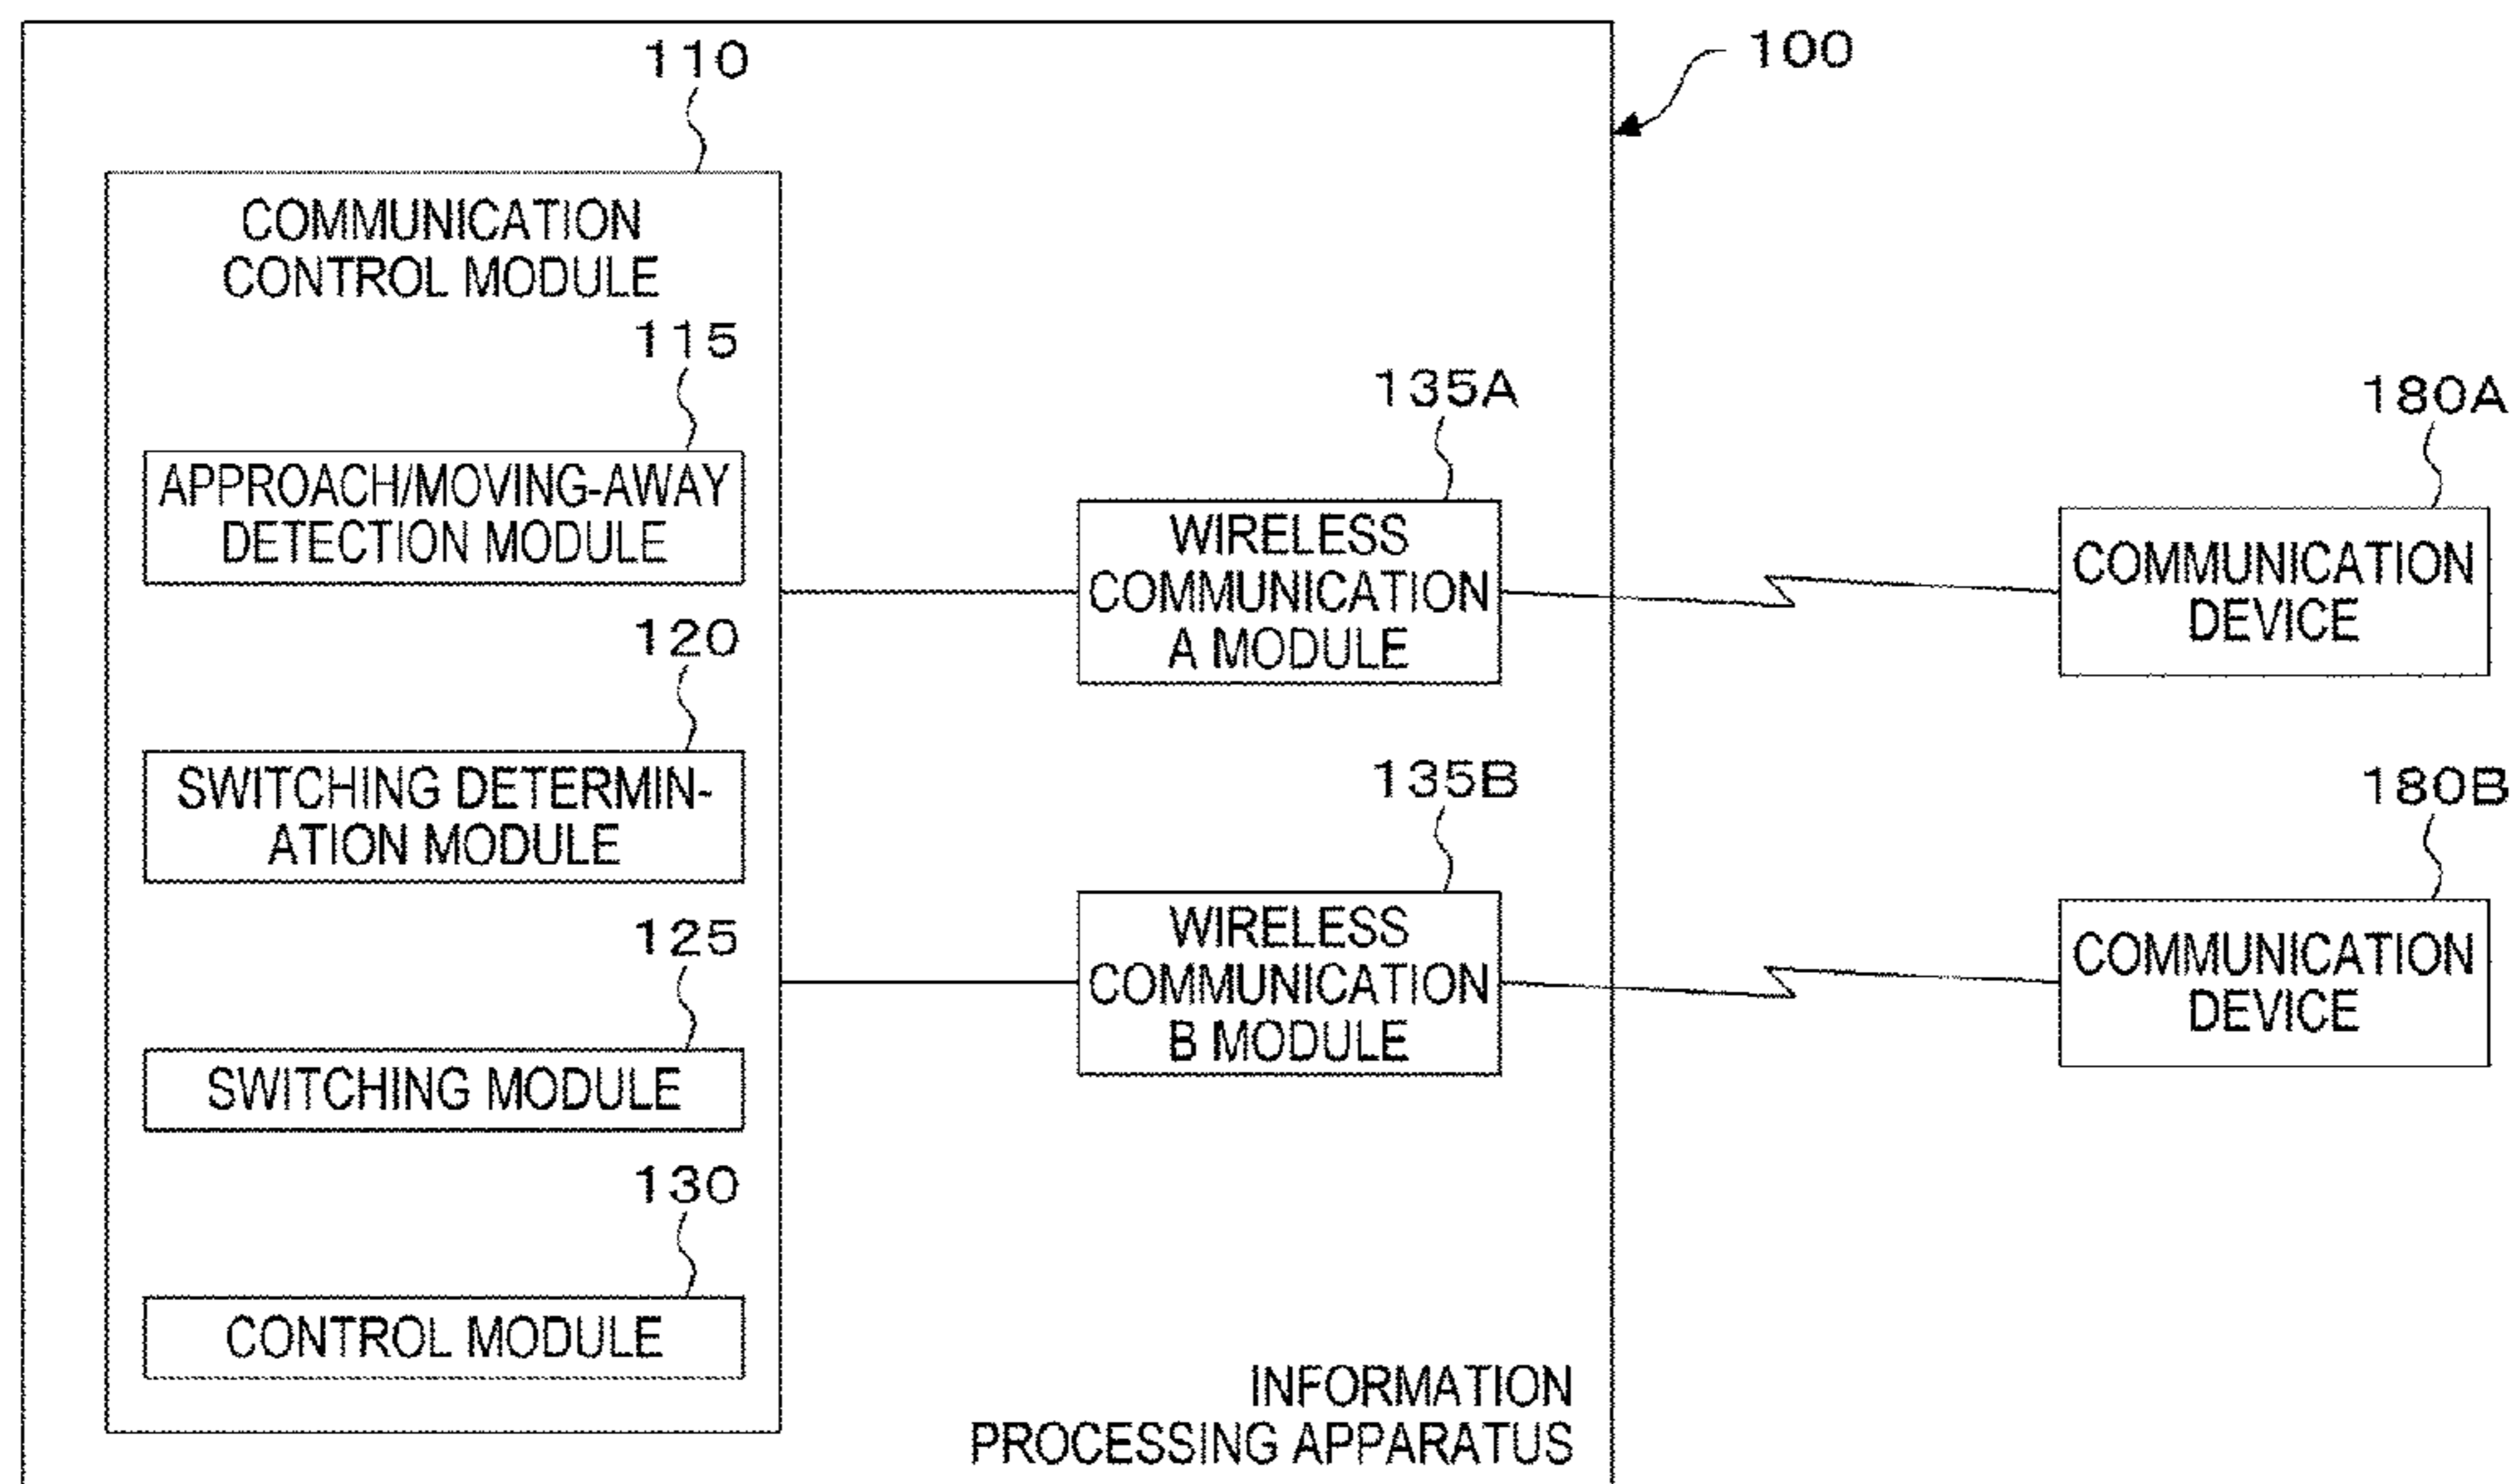 110
100
COMMUNICATION
CONTROL MODULE
115
APPROACH/MOVING-AWAY
DETECTION MODULE
120
SWITCHING DETERMIN-
ATION MODULE
125
SWITCHING MODULE
130
CONTROL MODULE
135A
WIRELESS
COMMUNICATION
A MODULE
135B
WIRELESS
COMMUNICATION
B MODULE
180A
COMMUNICATION
DEVICE
180B
COMMUNICATION
DEVICE
INFORMATION
PROCESSING APPARATUS